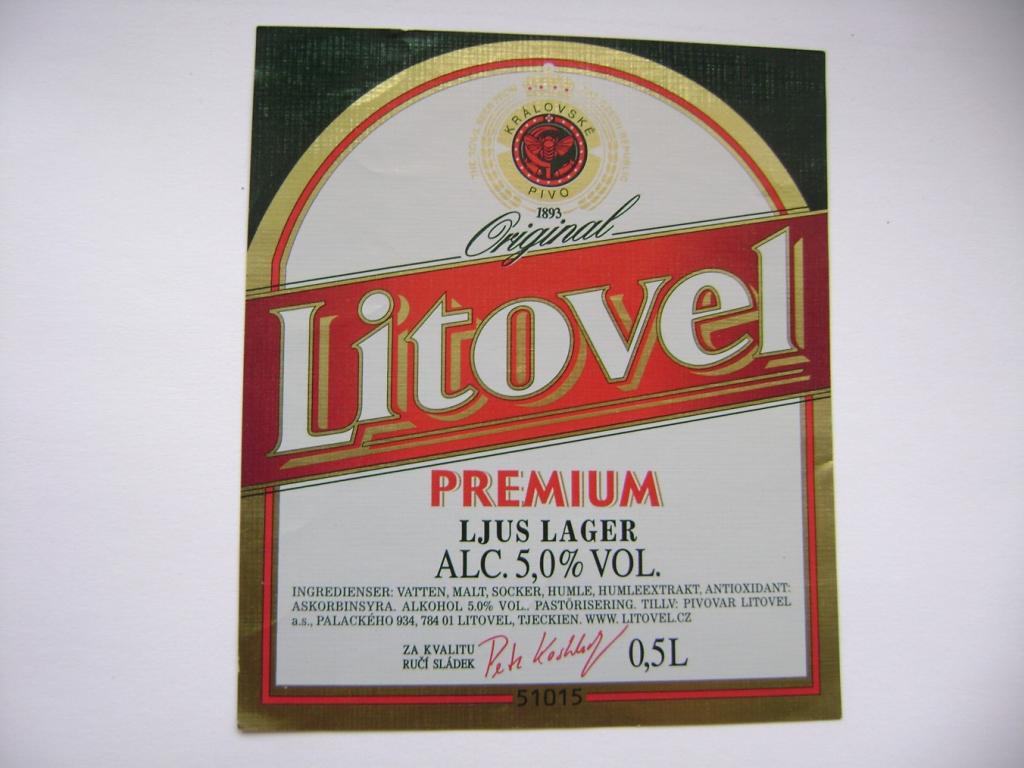 KRÁLOVSKÉ
PIVO
1893
Original
Litovel
PREMIUM
LJUS LAGER
ALC. 5,0% VOL.
INGREDIENSER: VATTEN, MALT, SOCKER, HUMLE, HUMLEEXTRAKT, ANTIOXIDANT:
ASKORBINSYRA. ALKOHOL 5.0% VOL.. PASTÖRISERING. TILLV: PIVOVAR LITOVEL
a.s., PALACKÉHO 934, 784 01 LITOVEL, TJECKIEN. WWW. LITOVEL.CZ
ZA KVALITU
RUČÍ SLÁDEK
0,5L
51015